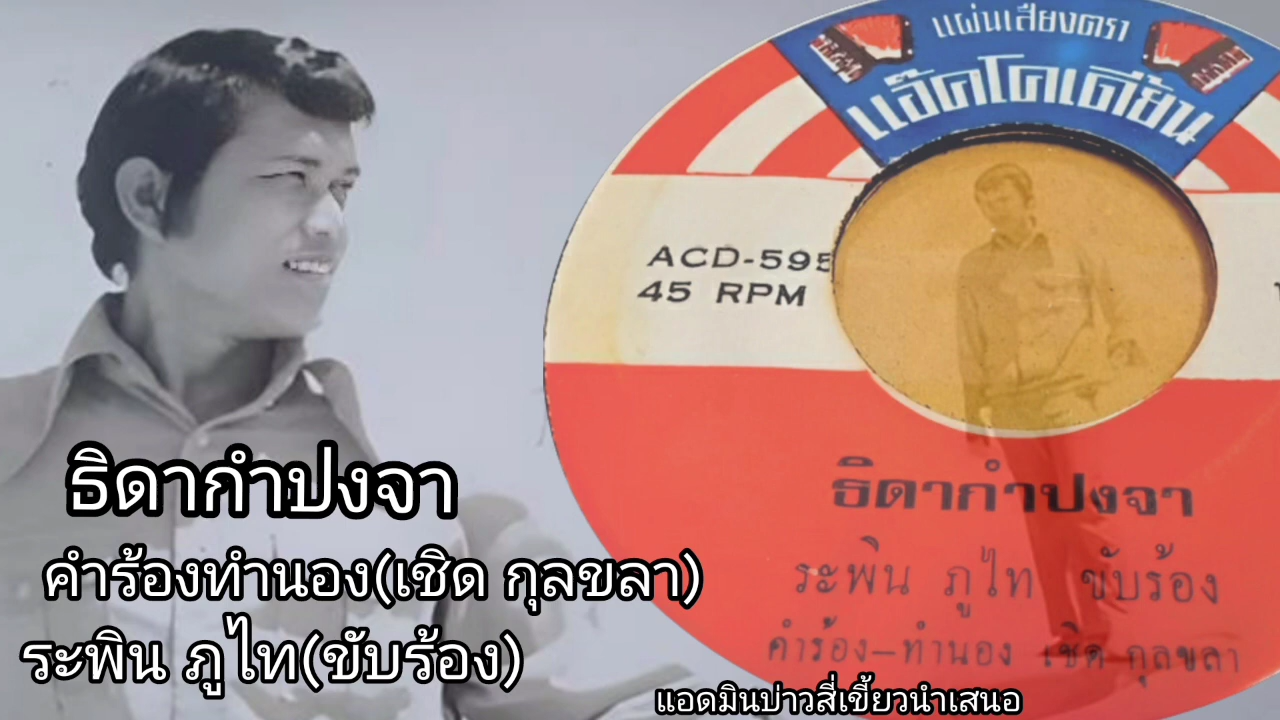 แผ่นเสียงตรา
แอ๊คโคเดียน
ACD-595
45 RPM
ธิดากำปงจา
ระพิน ภูไท ขับร้อง
คำร้อง-ทำนอง เชิด กุลขลา
ธิดากำปงจา
คำร้องทำนอง(เชิด กุลขลา)
ระพิน ภูไท(ขับร้อง)
แอดมินบ่าวสี่เขี้ยวนำเสนอ